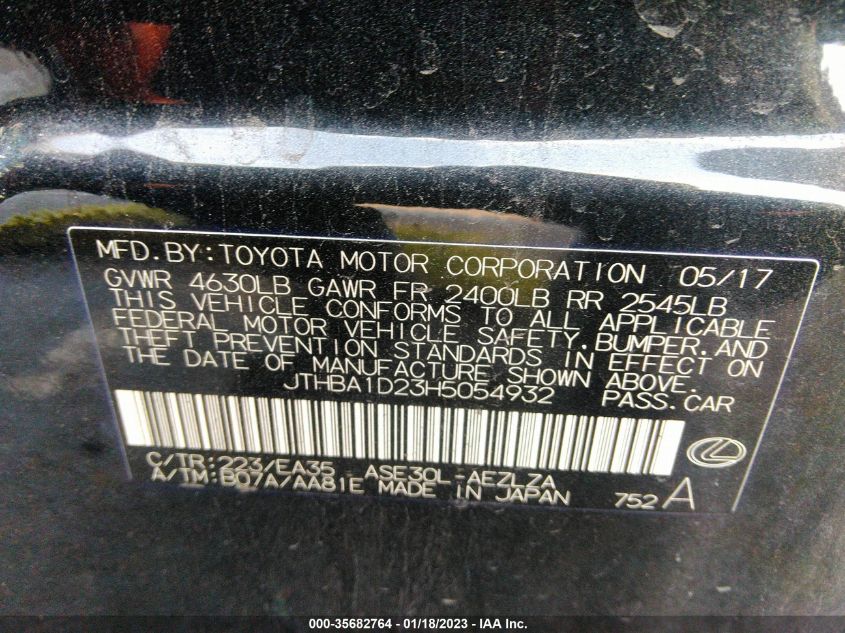 MFD.BY:TOYOTA MOTOR CORPORATION 05/17
GVWR 4630LB GAWR FR 2400LB RR 2545LB
THIS VEHICLE CONFORMS TO ALL APPLICABLE
FEDERAL MOTOR VEHICLE SAFETY,BUMPER,AND
THEFT PREVENTION STANDARDS IN EFFECT ON
THE DATE OF MANUFACTURE SHOWN ABOVE.
JTHBA1D23H5054932 PASS.CAR
C/TR:223/EA35 ASE30L-AEZLZA
A/TM:B07A/AA81E MADE IN JAPAN 752A
000-35682764 | 01/18/2023 - IAA Inc.